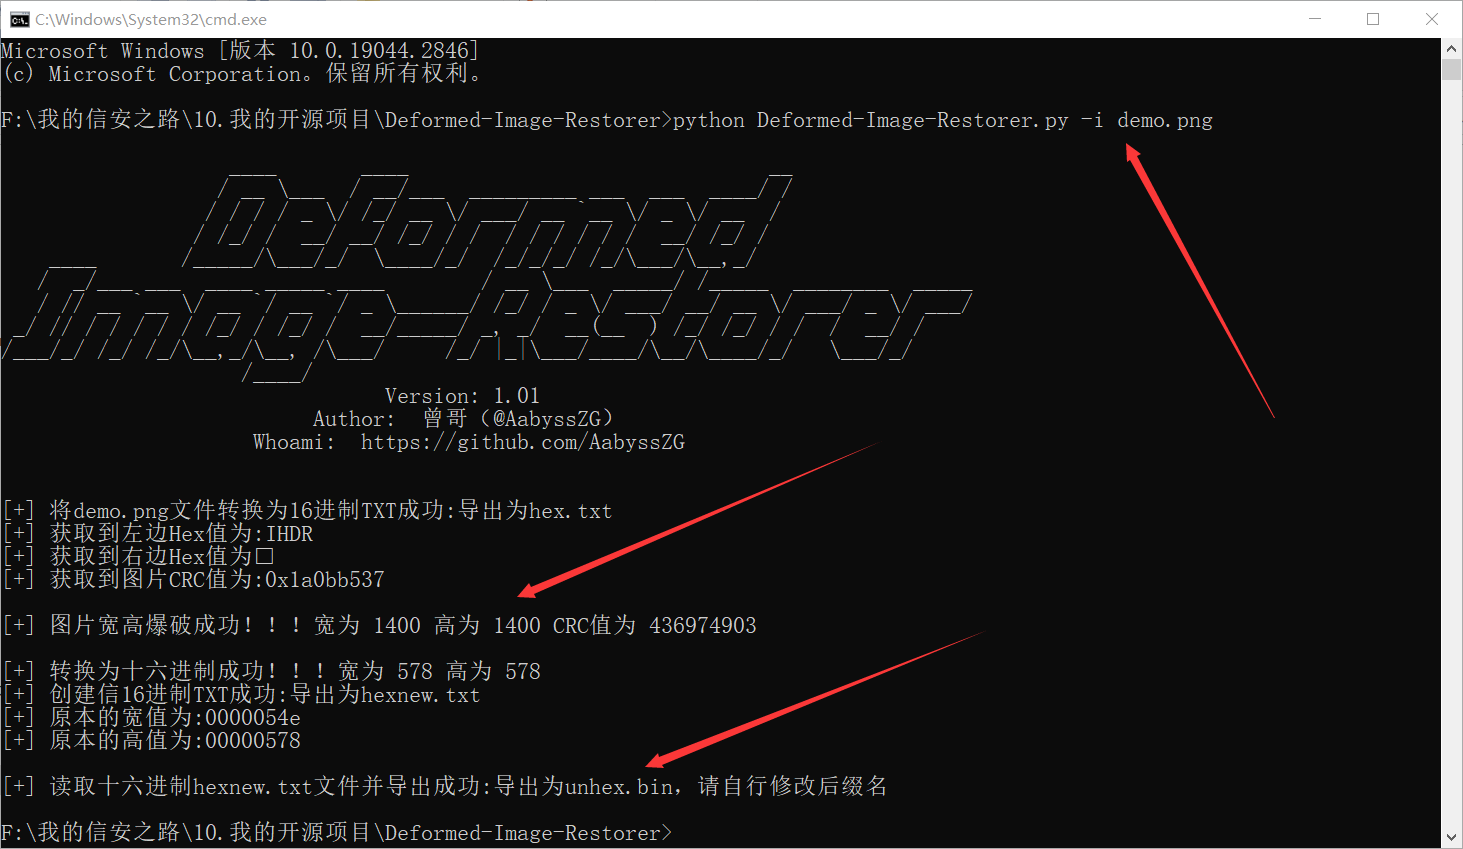 C:\Windows\System32\cmd.exe
Microsoft Windows [版本 10.0.19044.2846]
(c) Microsoft Corporation。保留所有权利。
F:\我的信安之路\10.我的开源项目\Deformed-Image-Restorer>python Deformed-Image-Restorer.py -i demo.png
Deformed
Image-Restorer
Version: 1.01
Author:  曾哥（@AabyssZG）
Whoami:  https://github.com/AabyssZG
[+] 将demo.png文件转换为16进制TXT成功:导出为hex.txt
[+] 获取到左边Hex值为:IHDR
[+] 获取到右边Hex值为□
[+] 获取到图片CRC值为:0x1a0bb537
[+] 图片宽高爆破成功！！！宽为 1400 高为 1400 CRC值为 436974903
[+] 转换为十六进制成功！！！宽为 578 高为 578
[+] 创建信16进制TXT成功:导出为hexnew.txt
[+] 原本的宽值为:0000054e
[+] 原本的高值为:00000578
[+] 读取十六进制hexnew.txt文件并导出成功:导出为unhex.bin，请自行修改后缀名
F:\我的信安之路\10.我的开源项目\Deformed-Image-Restorer>